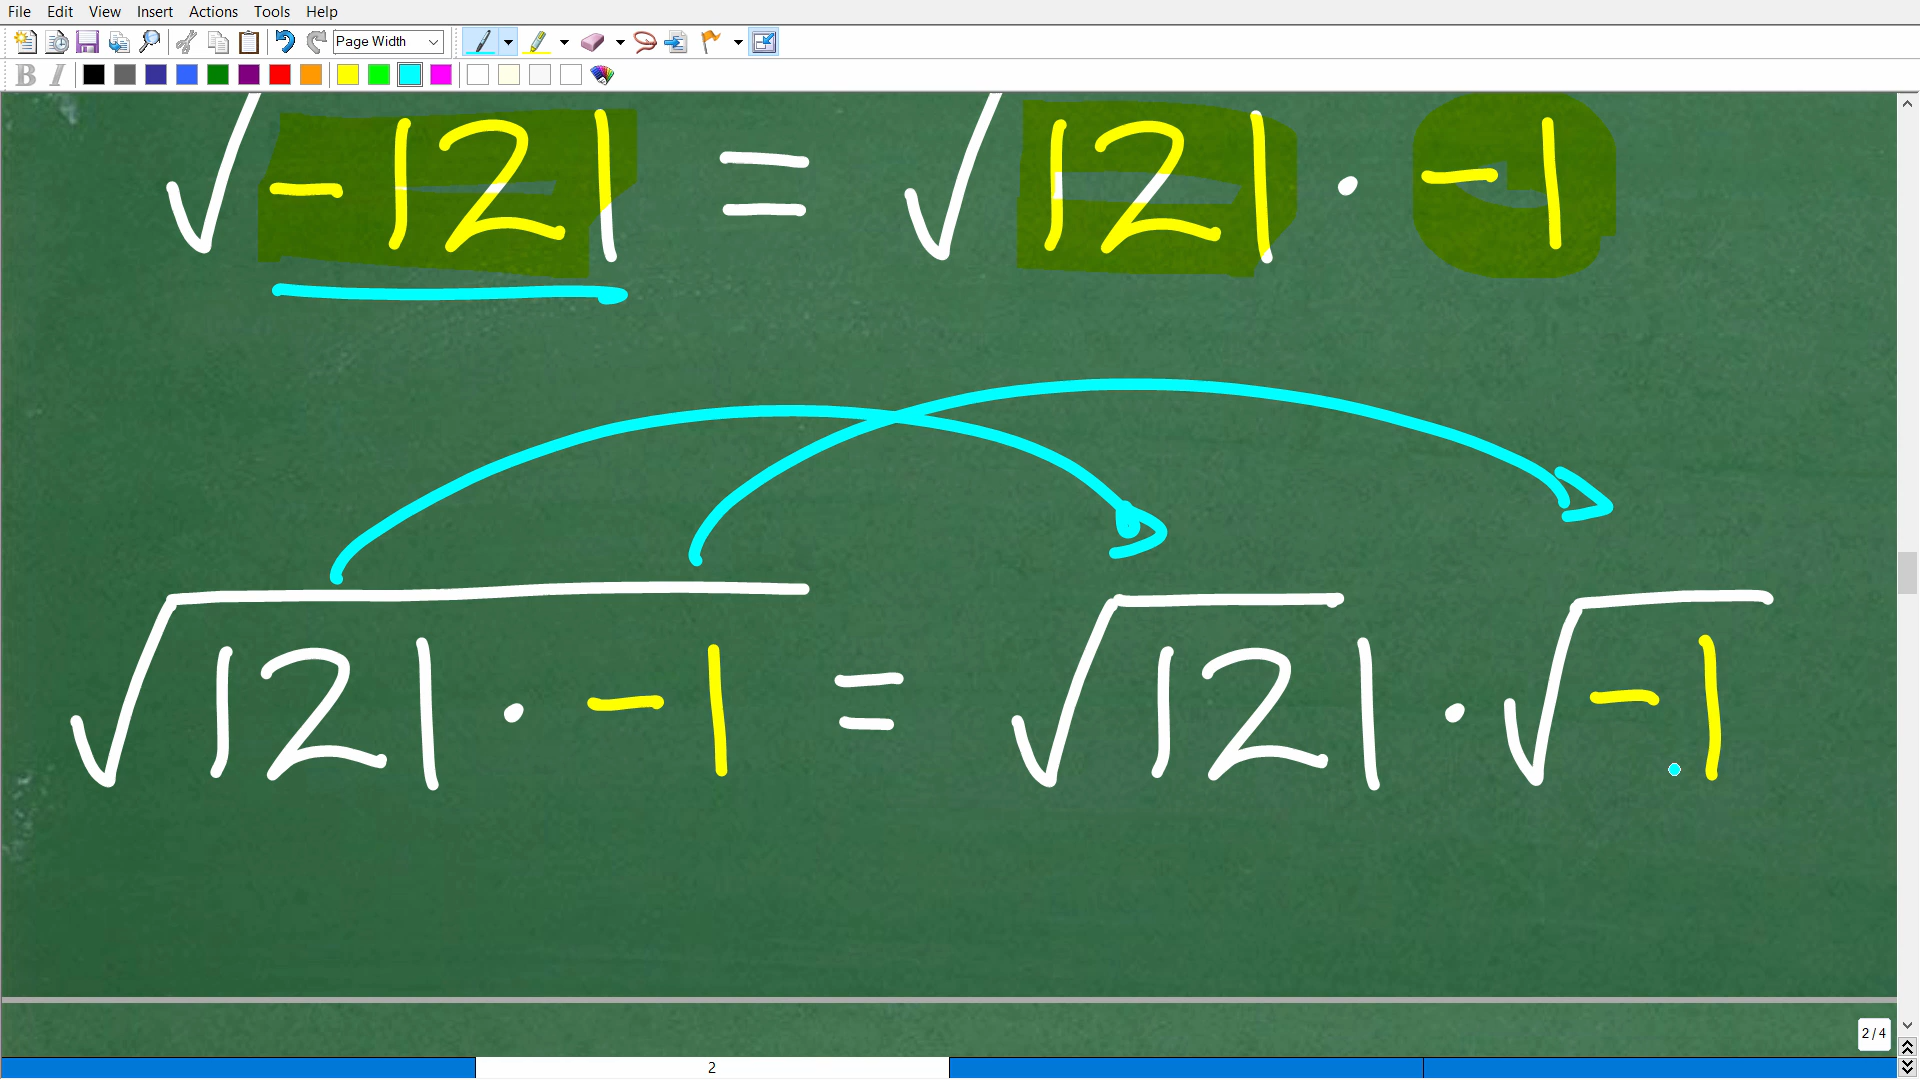 File Edit View Insert Actions Tools Help
Page Width
B I
√-121 = √121 · -1
√121 · -1 = √121 · √-1
2 / 4
2